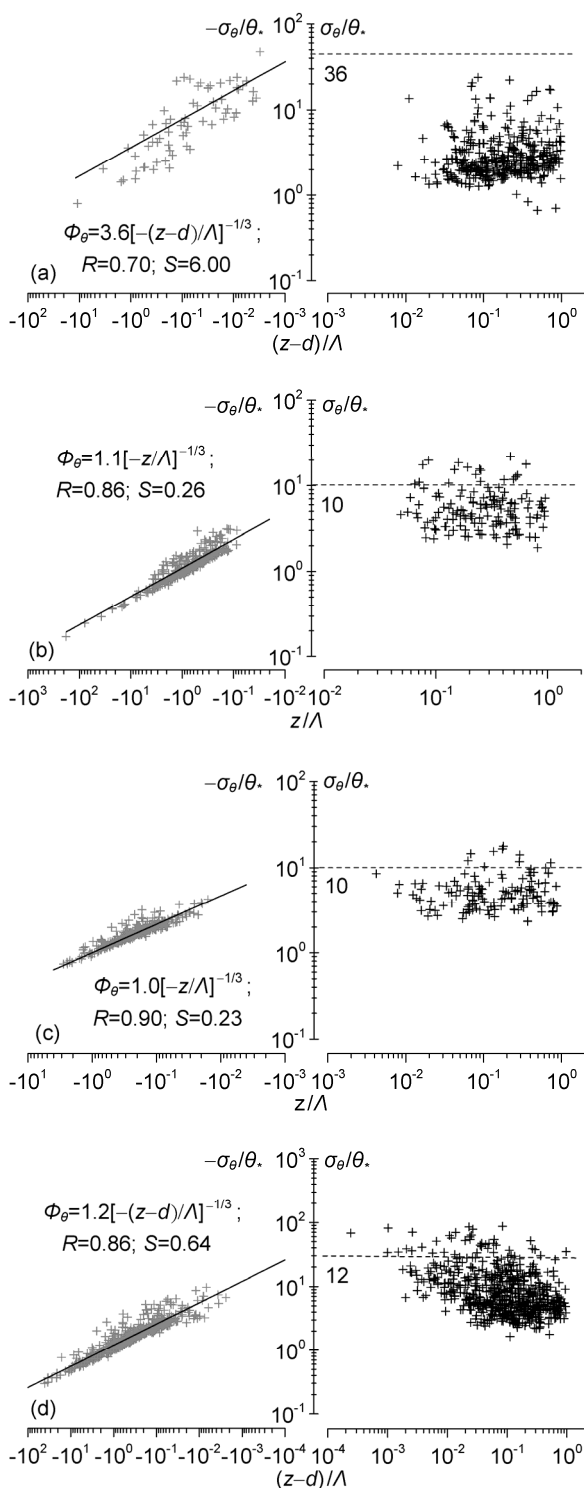 −σθ/θ* 10² σθ/θ*
36
10¹
10⁰
Φθ=3.6[−(z−d)/Λ]⁻¹/³;
(a) R=0.70; S=6.00
10⁻¹
-10² -10¹ -10⁰ -10⁻¹ -10⁻² -10⁻³ 10⁻³ 10⁻² 10⁻¹ 10⁰
(z−d)/Λ
−σθ/θ* 10² σθ/θ*
Φθ=1.1[−z/Λ]⁻¹/³;
R=0.86; S=0.26
10¹
10
10⁰
(b)
10⁻¹
-10³ -10² -10¹ -10⁰ -10⁻¹ -10⁻² 10⁻² 10⁻¹ 10⁰
z/Λ
−σθ/θ* 10² σθ/θ*
10¹
10
10⁰
Φθ=1.0[−z/Λ]⁻¹/³;
(c) R=0.90; S=0.23
10⁻¹
-10¹ -10⁰ -10⁻¹ -10⁻² -10⁻³ 10⁻³ 10⁻² 10⁻¹ 10⁰
z/Λ
−σθ/θ* 10³ σθ/θ*
Φθ=1.2[−(z−d)/Λ]⁻¹/³;
R=0.86; S=0.64
10²
12
10¹
10⁰
(d)
10⁻¹
-10² -10¹ -10⁰ -10⁻¹ -10⁻² -10⁻³ -10⁻⁴ 10⁻⁴ 10⁻³ 10⁻² 10⁻¹ 10⁰
(z−d)/Λ